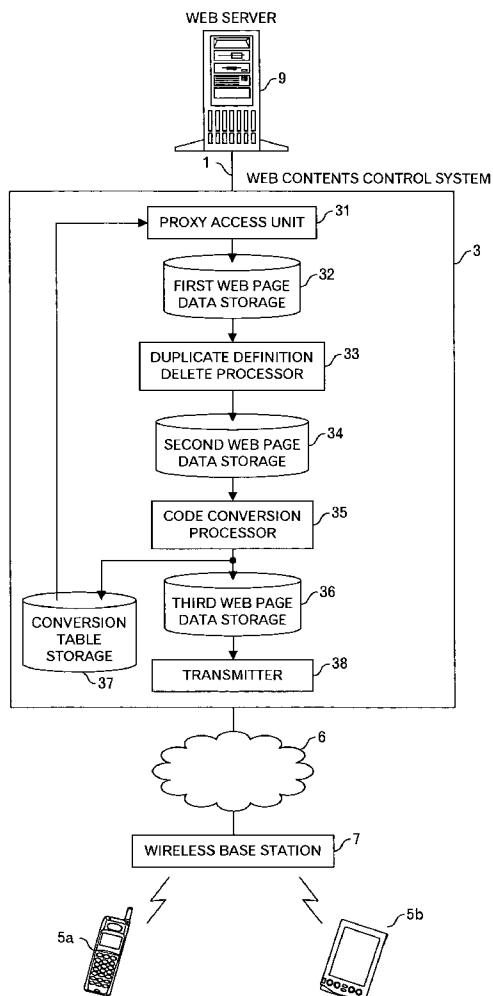 WEB SERVER
9
1
WEB CONTENTS CONTROL SYSTEM
PROXY ACCESS UNIT
31
3
FIRST WEB PAGE
DATA STORAGE
32
DUPLICATE DEFINITION
DELETE PROCESSOR
33
SECOND WEB PAGE
DATA STORAGE
34
CODE CONVERSION
PROCESSOR
35
THIRD WEB PAGE
DATA STORAGE
36
CONVERSION
TABLE
STORAGE
37
TRANSMITTER
38
6
WIRELESS BASE STATION
7
5a
5b